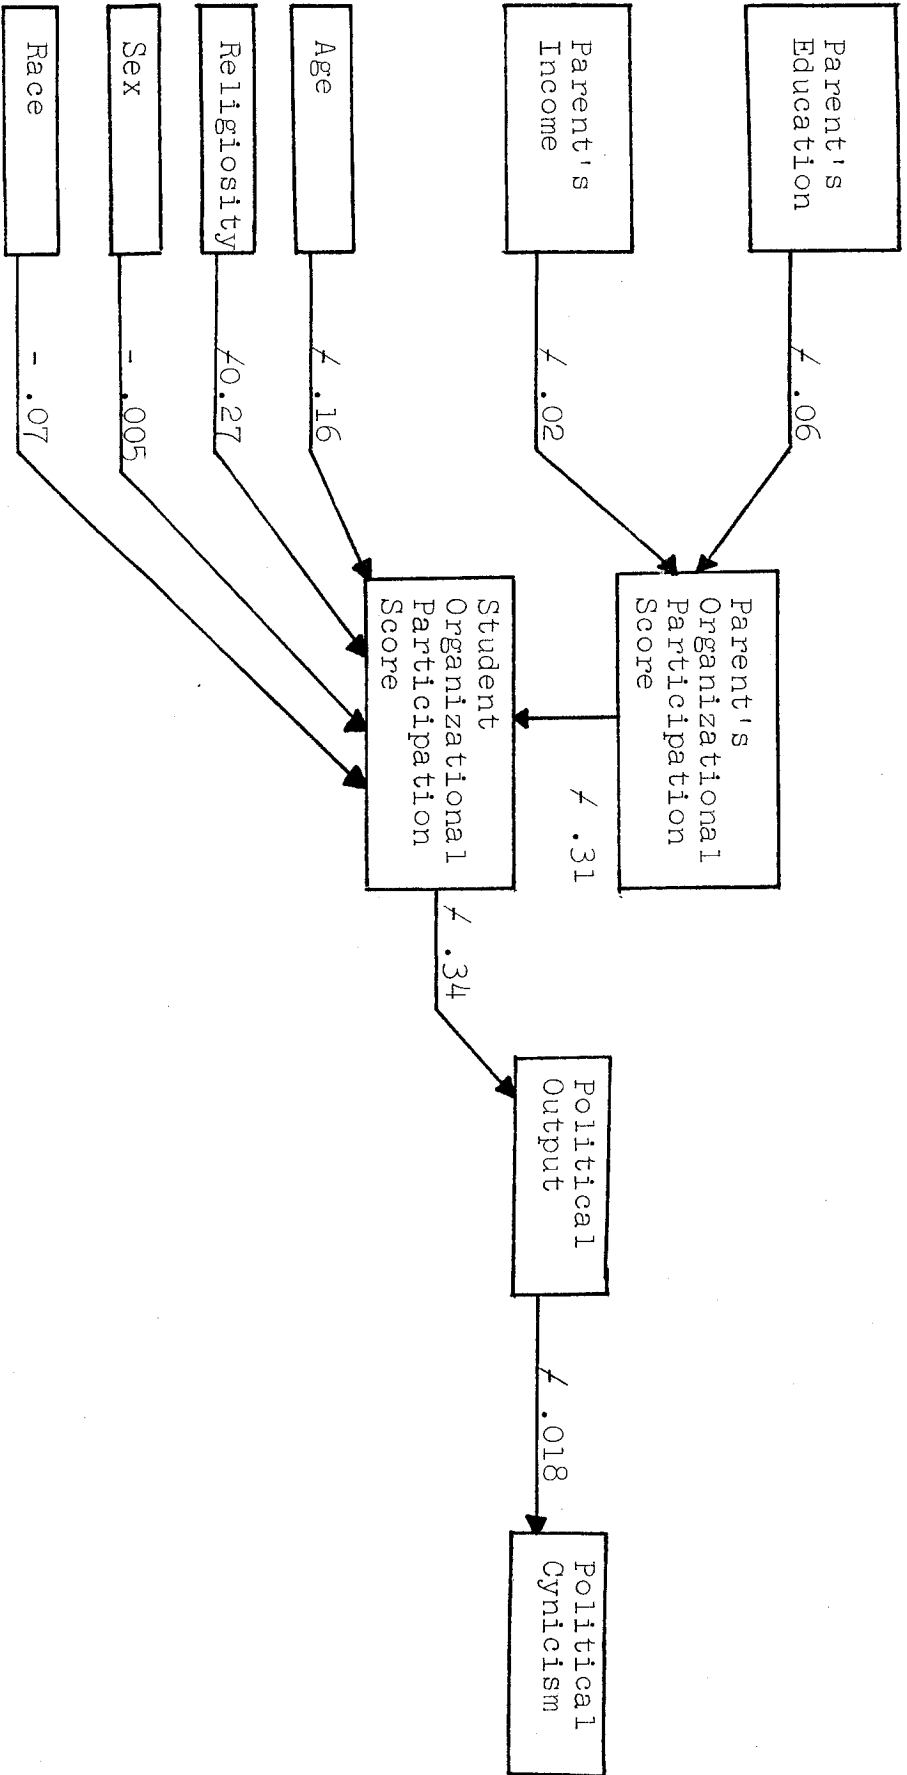 Parent's
Education
≠ .06
Parent's
Income
≠ .02
Parent's
Organizational
Participation
Score
≠ .31
Age
≠ .16
Religiosity
≠0.27
Sex
- .005
Race
- .07
Student
Organizational
Participation
Score
≠ .34
Political
Output
≠ .018
Political
Cynicism